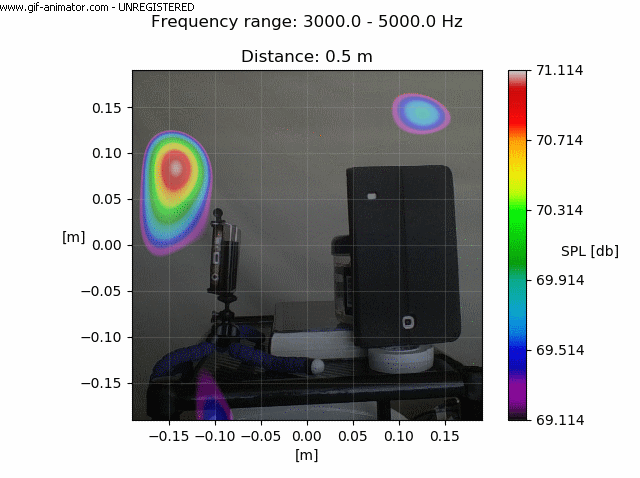 www.gif-animator.com - UNREGISTERED
Frequency range: 3000.0 - 5000.0 Hz
Distance: 0.5 m
0.15
0.10
0.05
0.00
−0.05
−0.10
−0.15
[m]
−0.15 −0.10 −0.05 0.00 0.05 0.10 0.15
[m]
71.114
70.714
70.314
69.914
69.514
69.114
SPL [db]